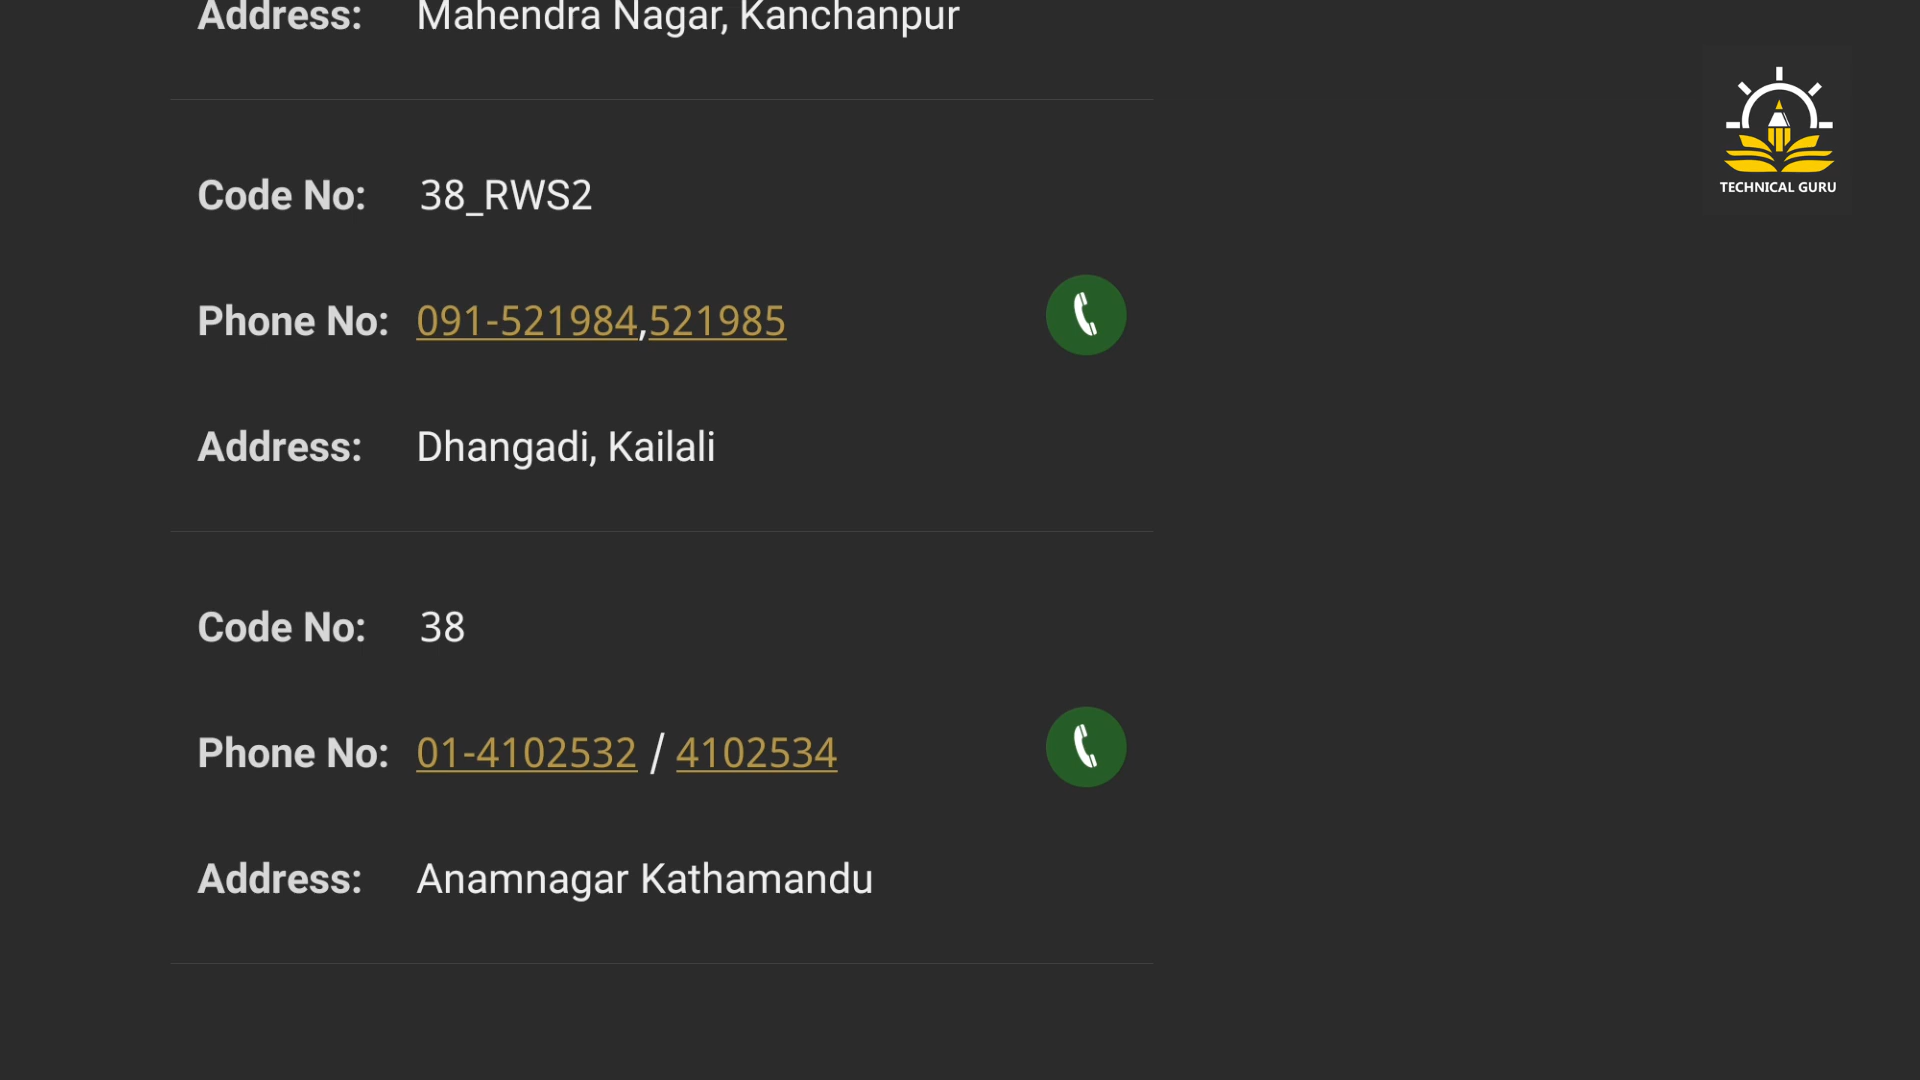 Address: Mahendra Nagar, Kanchanpur
TECHNICAL GURU
Code No: 38_RWS2
Phone No: 091-521984,521985
Address: Dhangadi, Kailali
Code No: 38
Phone No: 01-4102532 / 4102534
Address: Anamnagar Kathamandu